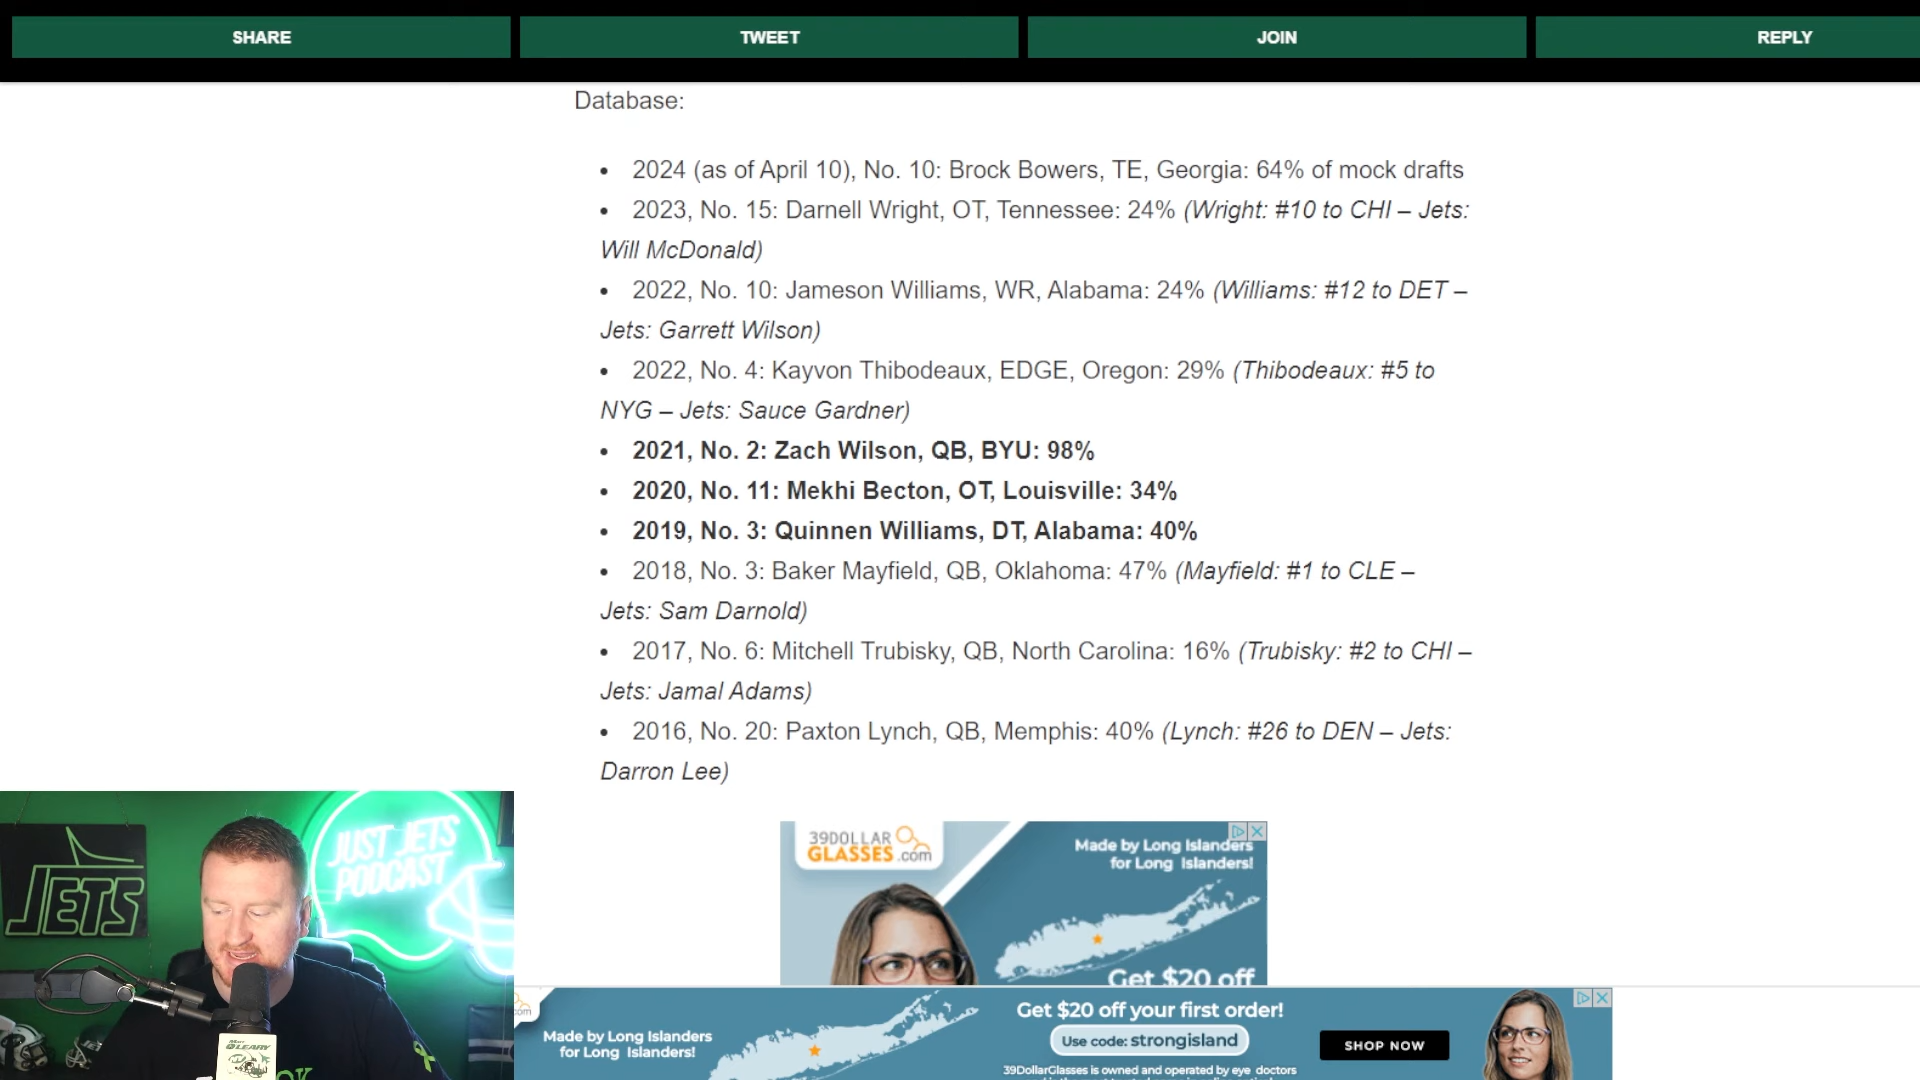 SHARE
TWEET
JOIN
REPLY
Database:
• 2024 (as of April 10), No. 10: Brock Bowers, TE, Georgia: 64% of mock drafts
• 2023, No. 15: Darnell Wright, OT, Tennessee: 24% (Wright: #10 to CHI – Jets:
Will McDonald)
• 2022, No. 10: Jameson Williams, WR, Alabama: 24% (Williams: #12 to DET –
Jets: Garrett Wilson)
• 2022, No. 4: Kayvon Thibodeaux, EDGE, Oregon: 29% (Thibodeaux: #5 to
NYG – Jets: Sauce Gardner)
• 2021, No. 2: Zach Wilson, QB, BYU: 98%
• 2020, No. 11: Mekhi Becton, OT, Louisville: 34%
• 2019, No. 3: Quinnen Williams, DT, Alabama: 40%
• 2018, No. 3: Baker Mayfield, QB, Oklahoma: 47% (Mayfield: #1 to CLE –
Jets: Sam Darnold)
• 2017, No. 6: Mitchell Trubisky, QB, North Carolina: 16% (Trubisky: #2 to CHI –
Jets: Jamal Adams)
• 2016, No. 20: Paxton Lynch, QB, Memphis: 40% (Lynch: #26 to DEN – Jets:
Darron Lee)
39DOLLAR
GLASSES.com
Made by Long Islanders
for Long Islanders!
Get $20 off
JETS
JUST JETS
PODCAST
O'LEARY
com
Made by Long Islanders
for Long Islanders!
Get $20 off your first order!
Use code: strongisland
39DollarGlasses is owned and operated by eye doctors
SHOP NOW